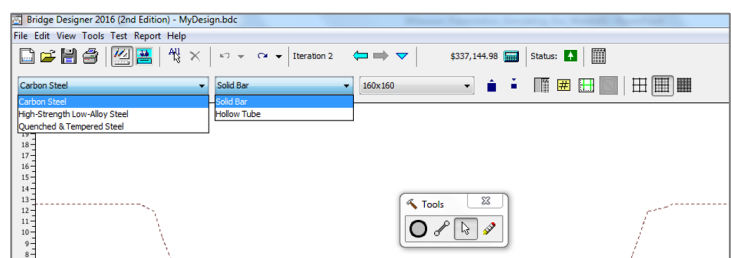 Bridge Designer 2016 (2nd Edition) - MyDesign.bdc
File Edit View Tools Test Report Help
Iteration 2 $337,144.98 Status:
Carbon Steel Solid Bar 160x160
Carbon Steel Solid Bar
High-Strength Low-Alloy Steel Hollow Tube
Quenched & Tempered Steel
19
18
17
16
15
14
13
Tools
12
11
10
9
8